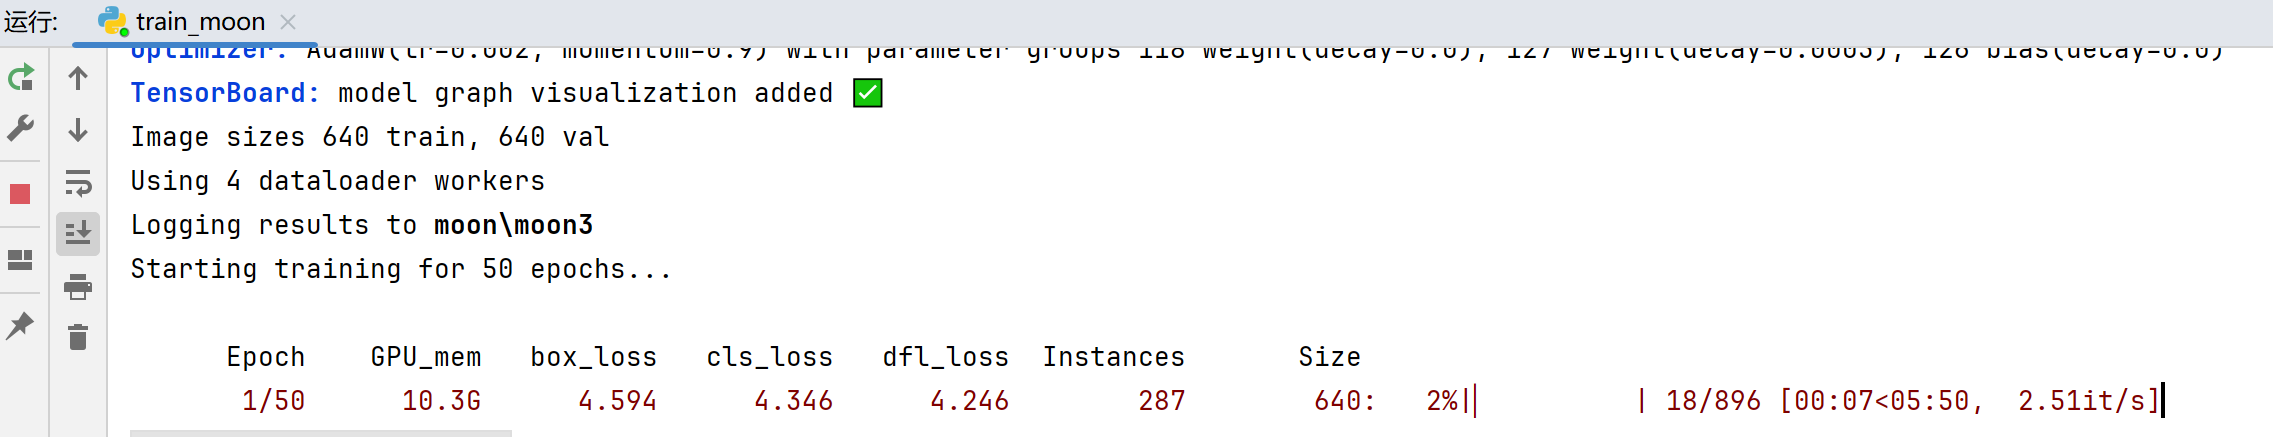 运行: train_moon
optimizer: AdamW(lr=0.002, momentum=0.9) with parameter groups 118 weight(decay=0.0), 127 weight(decay=0.0005), 126 bias(decay=0.0)
TensorBoard: model graph visualization added ✅
Image sizes 640 train, 640 val
Using 4 dataloader workers
Logging results to moon\moon3
Starting training for 50 epochs...
Epoch GPU_mem box_loss cls_loss dfl_loss Instances Size
1/50 10.3G 4.594 4.346 4.246 287 640: 2%|▏ | 18/896 [00:07<05:50, 2.51it/s]